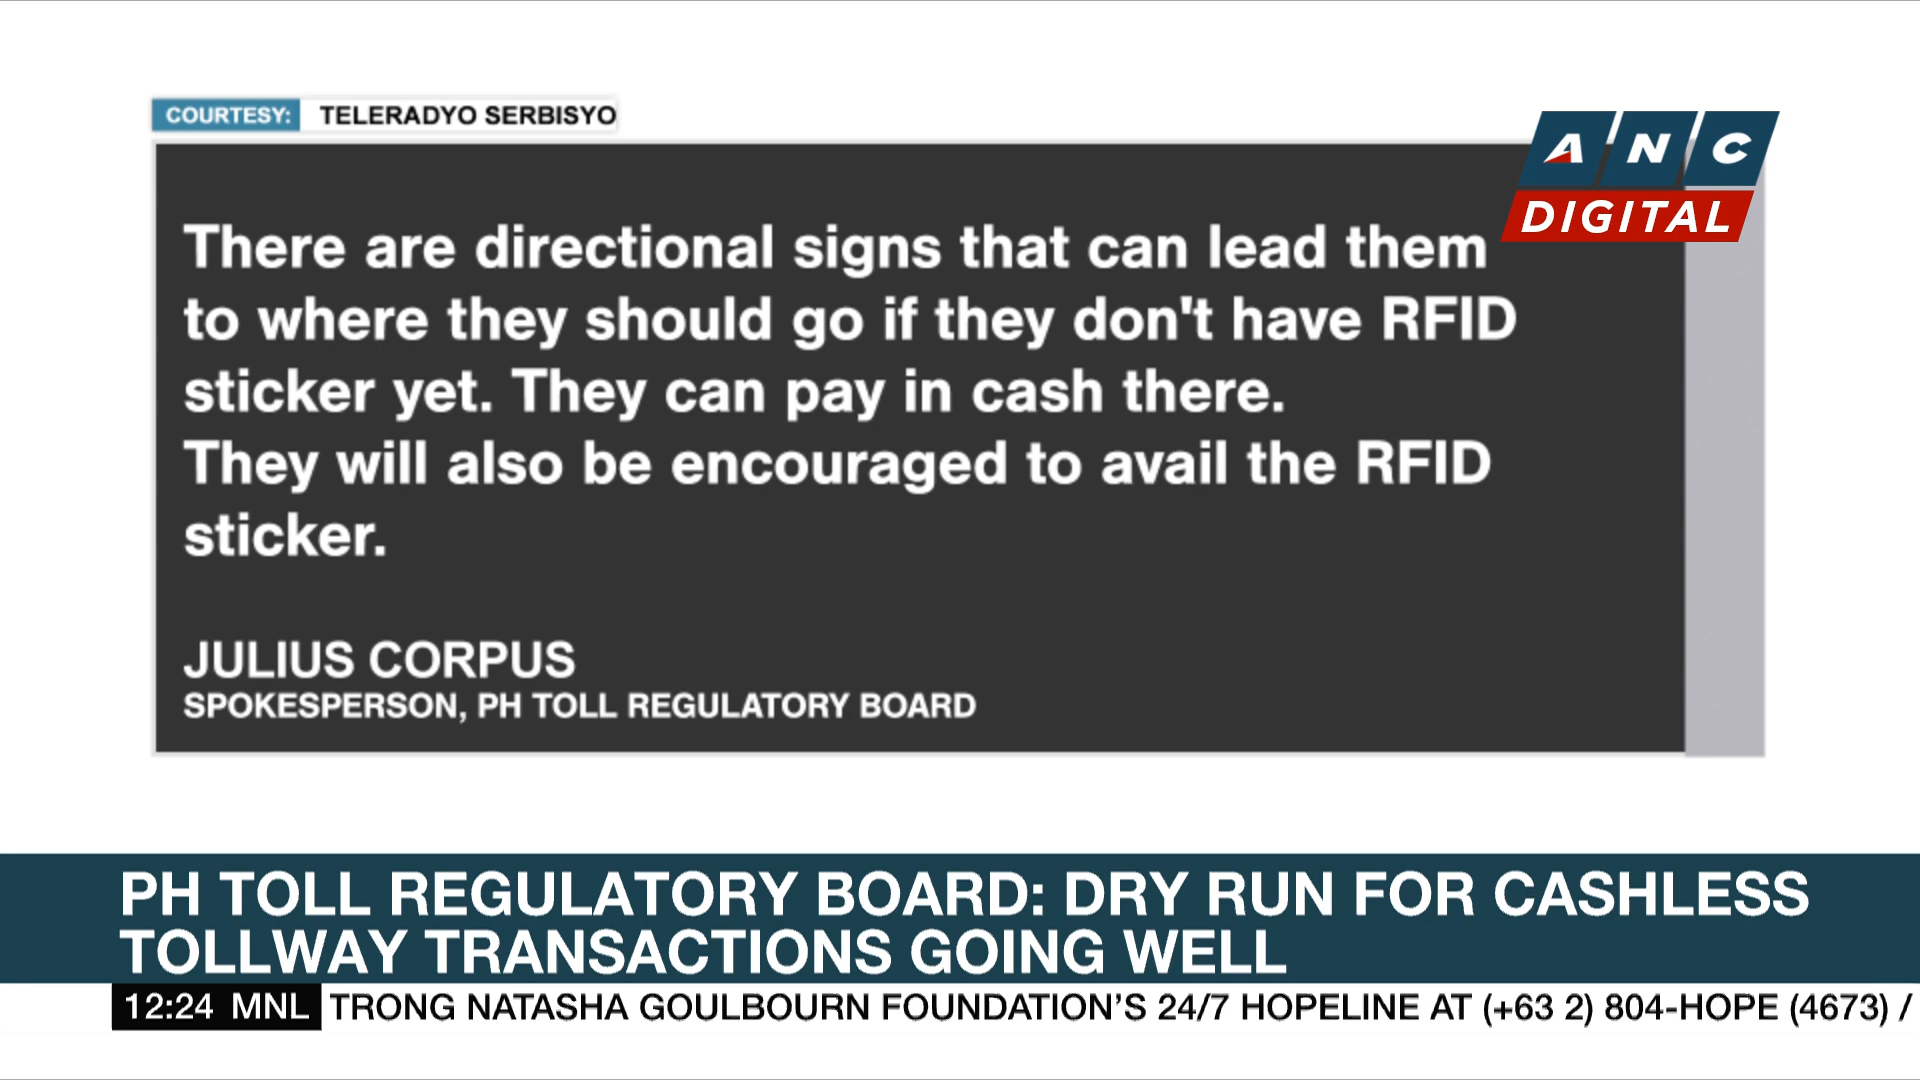 COURTESY: TELERADYO SERBISYO
ANC
DIGITAL
There are directional signs that can lead them
to where they should go if they don't have RFID
sticker yet. They can pay in cash there.
They will also be encouraged to avail the RFID
sticker.
JULIUS CORPUS
SPOKESPERSON, PH TOLL REGULATORY BOARD
PH TOLL REGULATORY BOARD: DRY RUN FOR CASHLESS
TOLLWAY TRANSACTIONS GOING WELL
12:24 MNL TRONG NATASHA GOULBOURN FOUNDATION'S 24/7 HOPELINE AT (+63 2) 804-HOPE (4673) /